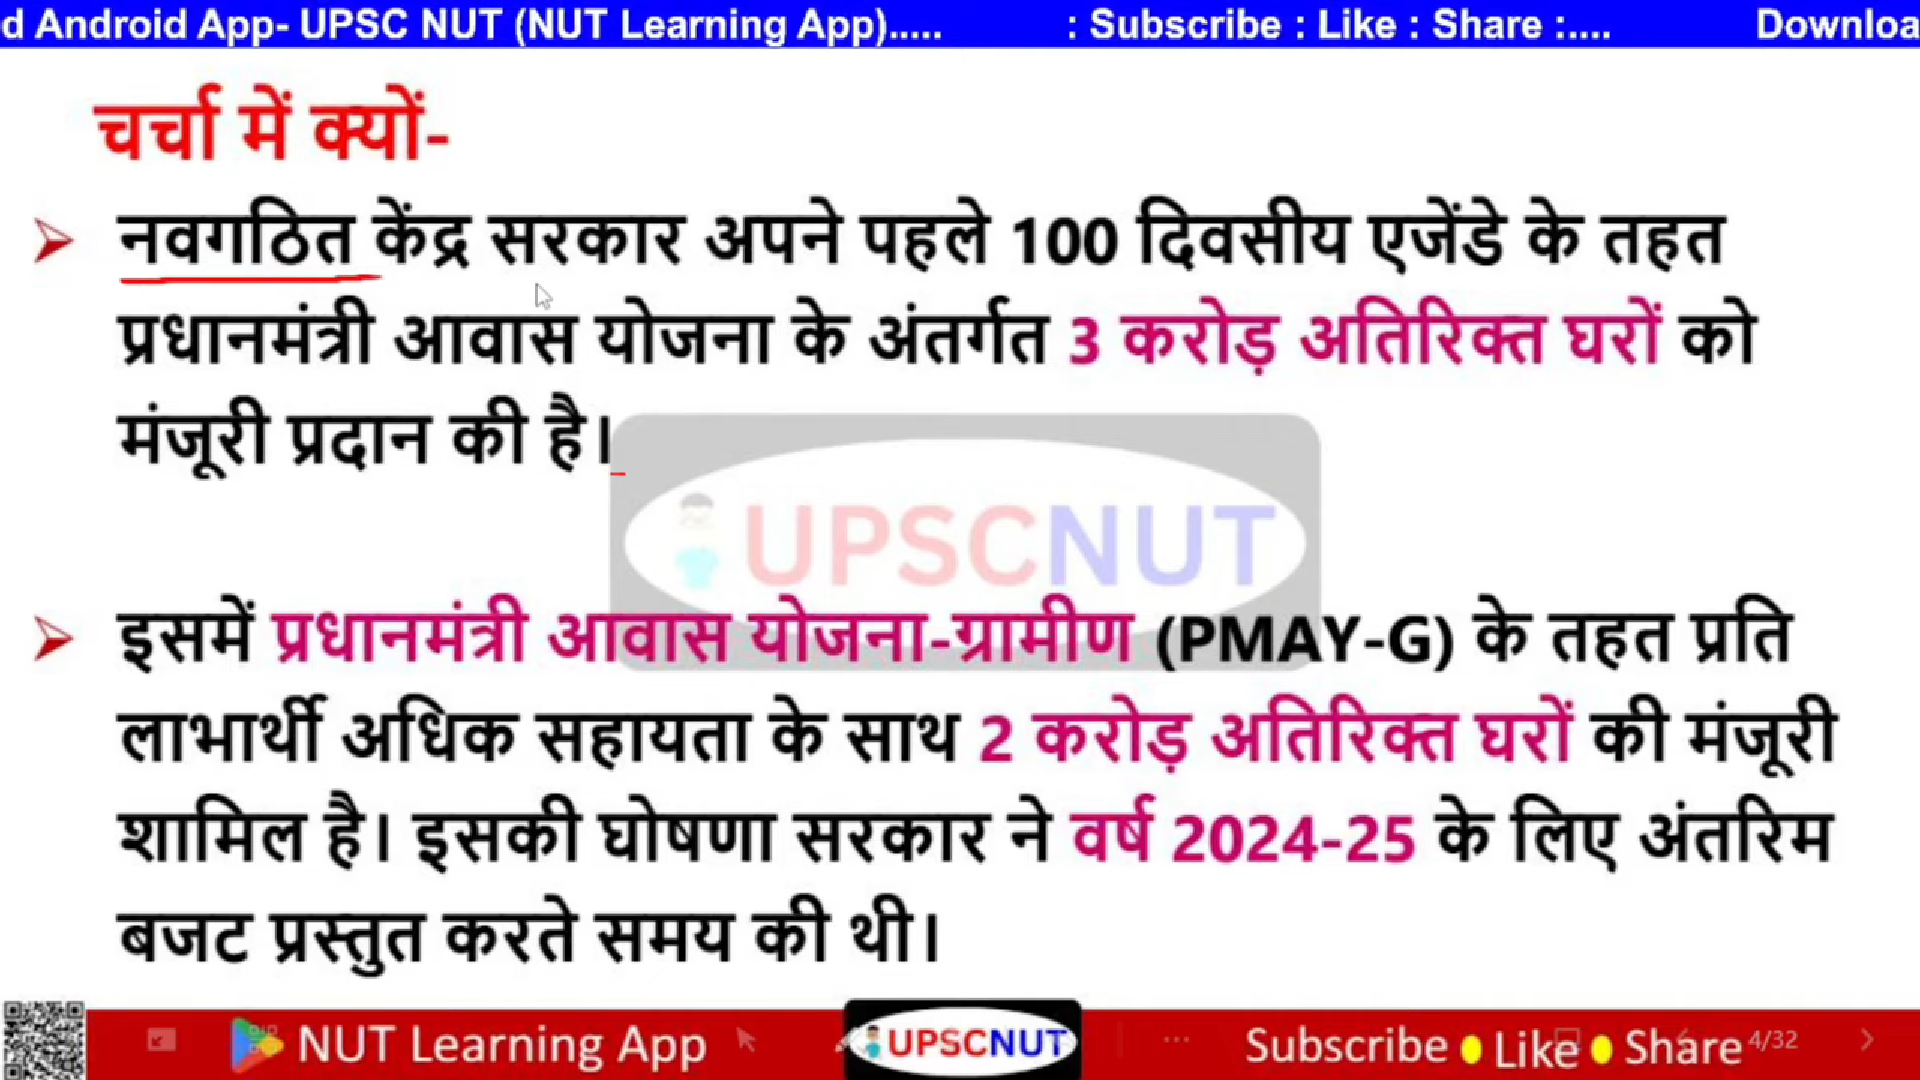 d Android App- UPSC NUT (NUT Learning App)..... : Subscribe : Like : Share :.... Downloa
चर्चा में क्यों-
नवगठित केंद्र सरकार अपने पहले 100 दिवसीय एजेंडे के तहत
प्रधानमंत्री आवास योजना के अंतर्गत 3 करोड़ अतिरिक्त घरों को
मंजूरी प्रदान की है।
UPSCNUT
इसमें प्रधानमंत्री आवास योजना-ग्रामीण (PMAY-G) के तहत प्रति
लाभार्थी अधिक सहायता के साथ 2 करोड़ अतिरिक्त घरों की मंजूरी
शामिल है। इसकी घोषणा सरकार ने वर्ष 2024-25 के लिए अंतरिम
बजट प्रस्तुत करते समय की थी।
NUT Learning App UPSCNUT Subscribe Like Share 4/32